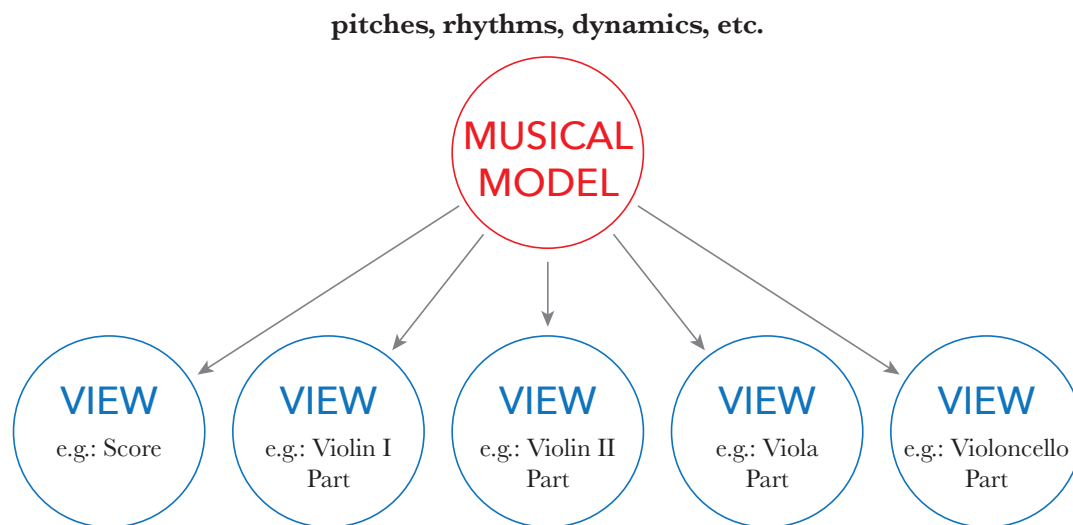 pitches, rhythms, dynamics, etc.
MUSICAL
MODEL
VIEW
e.g.: Score
VIEW
e.g.: Violin I
Part
VIEW
e.g.: Violin II
Part
VIEW
e.g.: Viola
Part
VIEW
e.g.: Violoncello
Part